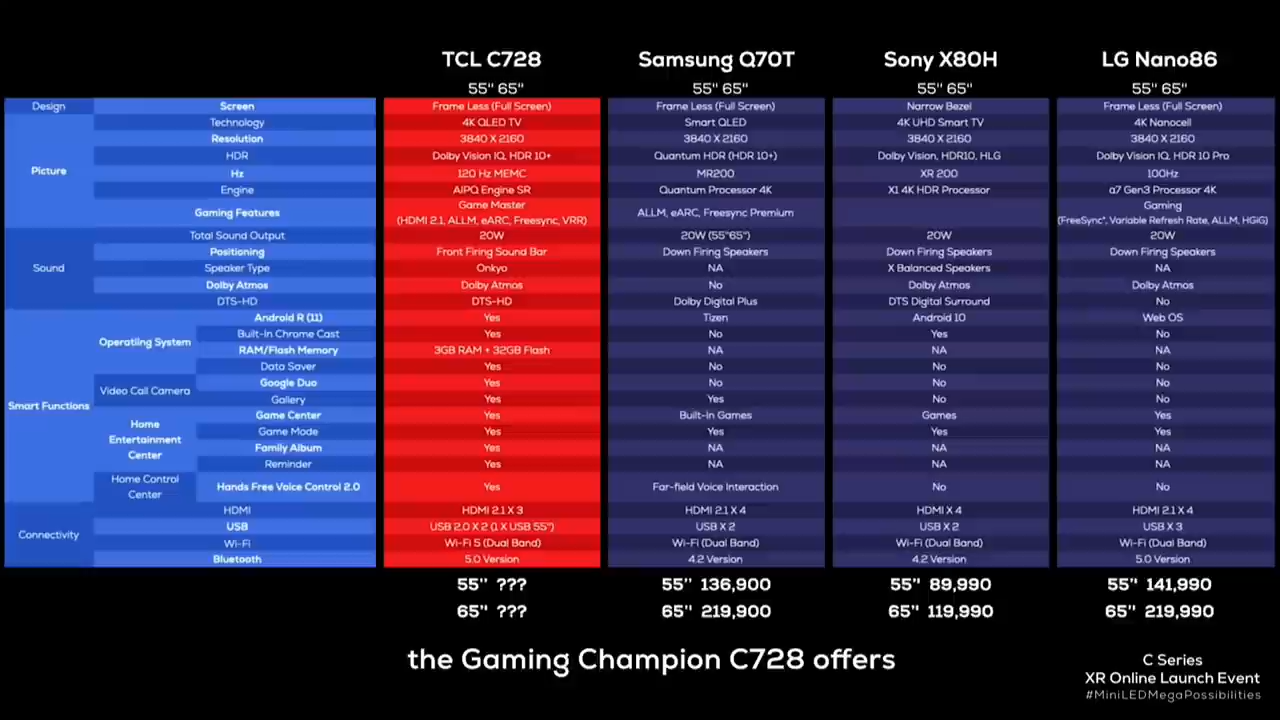 TCL C728 Samsung Q70T Sony X80H LG Nano86
55" 65" 55" 65" 55" 65" 55" 65"
Design Screen Frame Less (Full Screen) Frame Less (Full Screen) Narrow Bezel Frame Less (Full Screen)
Technology 4K QLED TV Smart QLED 4K UHD Smart TV 4K Nanocell
Resolution 3840 X 2160 3840 X 2160 3840 X 2160 3840 X 2160
HDR Dolby Vision IQ, HDR 10+ Quantum HDR (HDR 10+) Dolby Vision, HDR10, HLG Dolby Vision IQ, HDR 10 Pro
Picture Hz 120 Hz MEMC MR200 XR 200 100Hz
Engine AIPQ Engine SR Quantum Processor 4K X1 4K HDR Processor α7 Gen3 Processor 4K
Gaming Features Game Master ALLM, eARC, Freesync Premium Gaming
(HDMI 2.1, ALLM, eARC, Freesync, VRR) (FreeSync", Variable Refresh Rate, ALLM, HGiG)
Total Sound Output 20W 20W (55"65") 20W 20W
Positioning Front Firing Sound Bar Down Firing Speakers Down Firing Speakers Down Firing Speakers
Sound Speaker Type Onkyo NA X Balanced Speakers NA
Dolby Atmos Dolby Atmos No Dolby Atmos Dolby Atmos
DTS-HD DTS-HD Dolby Digital Plus DTS Digital Surround No
Android R (11) Yes Tizen Android 10 Web OS
Operatiing System Built-In Chrome Cast Yes No Yes No
RAM/Flash Memory 3GB RAM + 32GB Flash NA NA NA
Data Saver Yes No No No
Video Call Camera Google Duo Yes No No No
Gallery Yes Yes No No
Smart Functions Game Center Yes Built-In Games Games Yes
Home Game Mode Yes Yes Yes Yes
Entertainment Family Album Yes NA NA NA
Center Reminder Yes NA NA NA
Home Control Hands Free Voice Control 2.0 Yes Far-field Voice Interaction No No
Center
HDMI HDMI 2.1 X 3 HDMI 2.1 X 4 HDMI X 4 HDMI 2.1 X 4
Connectivity USB USB 2.0 X 2 (1 X USB 55") USB X 2 USB X 2 USB X 3
Wi-Fi Wi-Fi 5 (Dual Band) Wi-Fi (Dual Band) Wi-Fi (Dual Band) Wi-Fi (Dual Band)
Bluetooth 5.0 Version 4.2 Version 4.2 Version 5.0 Version
55" ??? 55" 136,900 55" 89,990 55" 141,990
65" ??? 65" 219,900 65" 119,990 65" 219,990
the Gaming Champion C728 offers
C Series
XR Online Launch Event
#MiniLEDMegaPossibilities